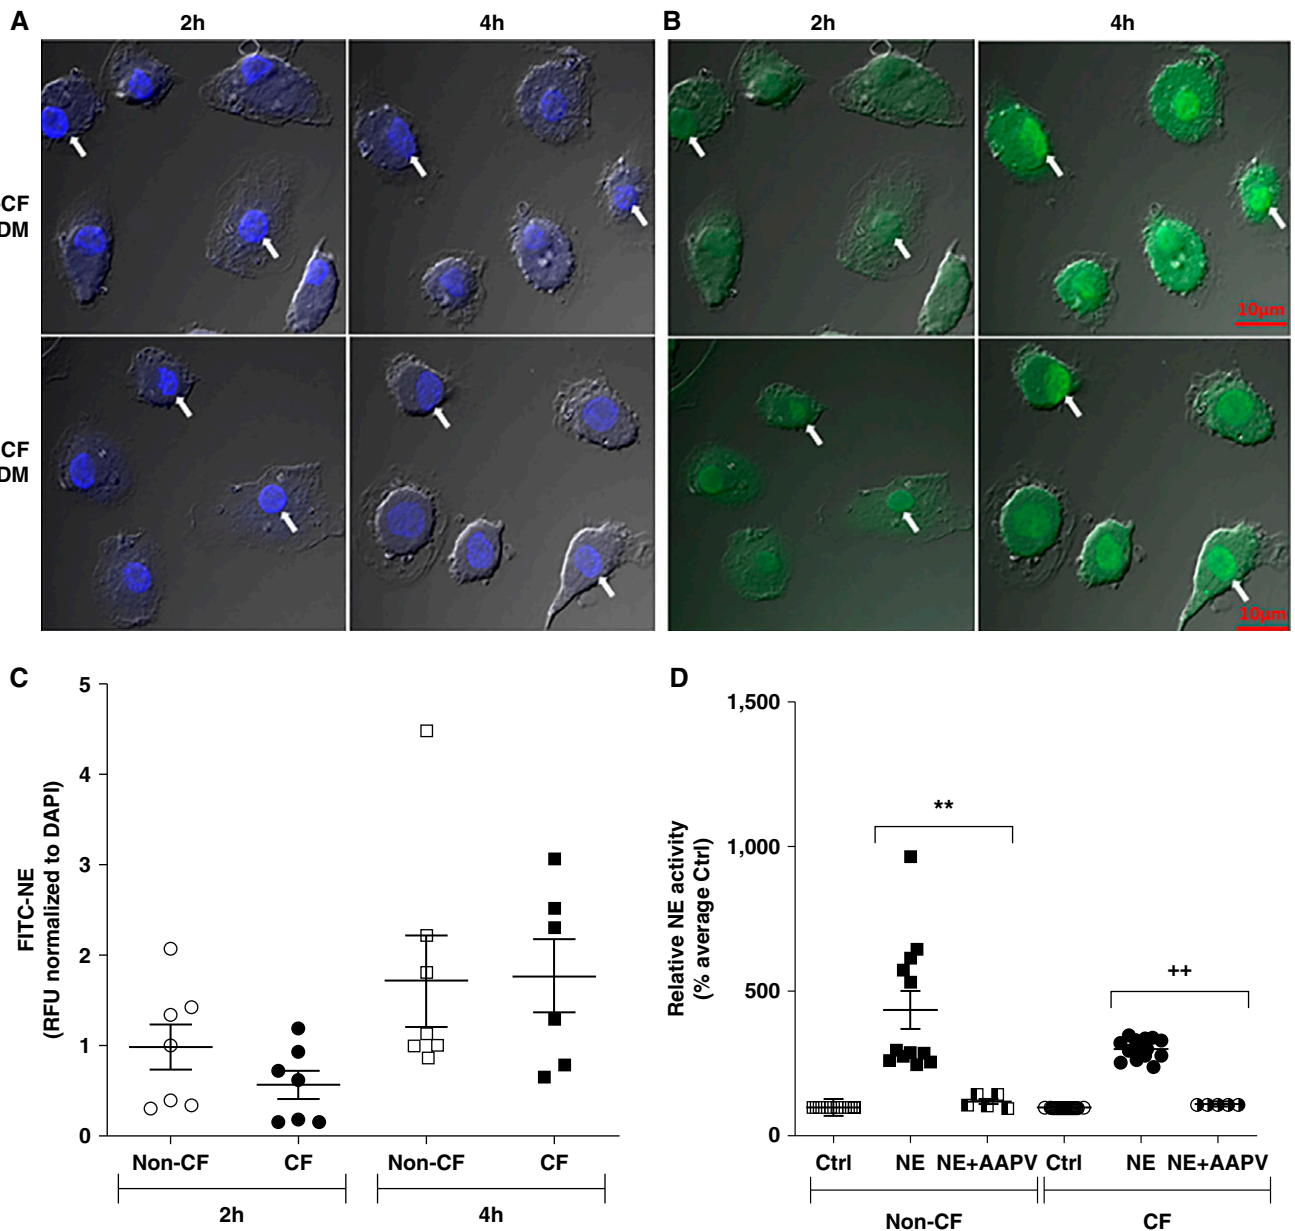 A
2h
4h
B
2h
4h
CF
DM
10µm
CF
DM
10µm
C
5
4
3
2
1
0
FITC-NE
(RFU normalized to DAPI)
Non-CF
CF
Non-CF
CF
2h
4h
D
1,500
1,000
500
0
Relative NE activity
(% average Ctrl)
**
++
Ctrl
NE
NE+AAPV
Ctrl
NE
NE+AAPV
Non-CF
CF